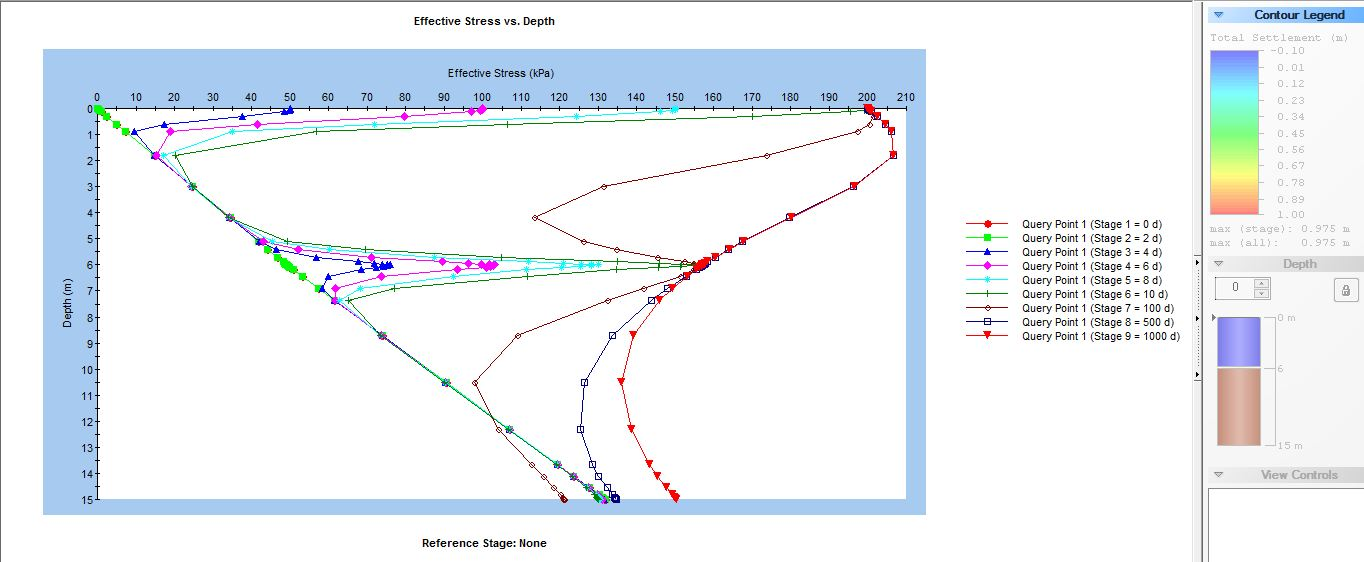 Effective Stress vs. Depth
Effective Stress (kPa)
0 10 20 30 40 50 60 70 80 90 100 110 120 130 140 150 160 170 180 190 200 210
0
1
2
3
4
5
6
7
8
9
10
11
12
13
14
15
Depth (m)
Query Point 1 (Stage 1 = 0 d)
Query Point 1 (Stage 2 = 2 d)
Query Point 1 (Stage 3 = 4 d)
Query Point 1 (Stage 4 = 6 d)
Query Point 1 (Stage 5 = 8 d)
Query Point 1 (Stage 6 = 10 d)
Query Point 1 (Stage 7 = 100 d)
Query Point 1 (Stage 8 = 500 d)
Query Point 1 (Stage 9 = 1000 d)
Reference Stage: None
Contour Legend
Total Settlement (m)
-0.10
0.01
0.12
0.23
0.34
0.45
0.56
0.67
0.78
0.89
1.00
max (stage): 0.975 m
max (all): 0.975 m
Depth
0
0 m
6
15 m
View Controls